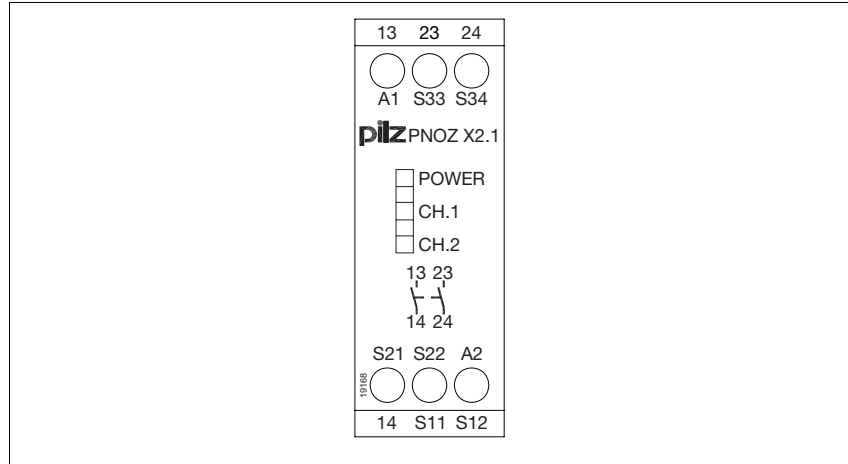 13 23 24
A1 S33 S34
pilz PNOZ X2.1
POWER
CH.1
CH.2
13 23
14 24
S21 S22 A2
19168
14 S11 S12